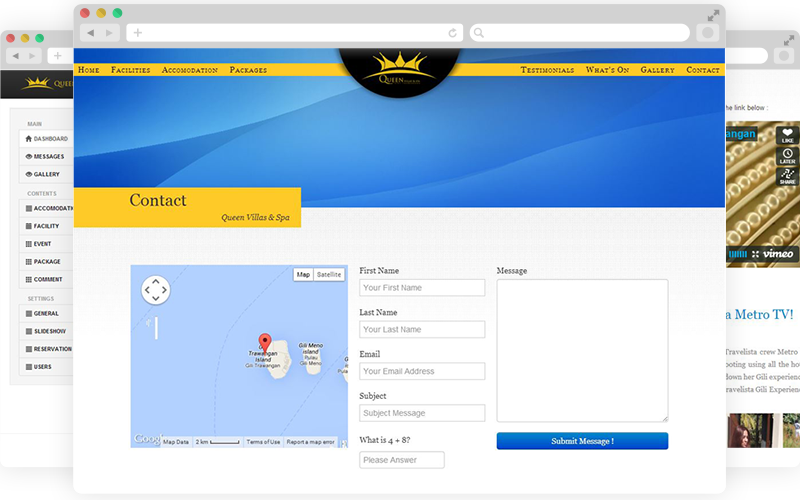 Home Facilities Accomodation Packages
Queen
Testimonials What's On Gallery Contact
Contact
Queen Villas & Spa
Map Satellite
Gili Trawangan Island
Gili Trawangan
Gili Meno island
Pulau Gili Meno
Google Map Data 2 km Terms of Use Report a map error
First Name
Your First Name
Last Name
Your Last Name
Email
Your Email Address
Subject
Subject Message
What is 4 + 8?
Please Answer
Message
Submit Message !
Queen
MAIN
DASHBOARD
MESSAGES
GALLERY
CONTENTS
ACCOMODATI
FACILITY
EVENT
PACKAGE
COMMENT
SETTINGS
GENERAL
SLIDESHOW
RESERVATION
USERS
he link below :
angan
LIKE
LATER
SHARE
vimeo
a Metro TV!
Travelista crew Metro
ooting using all the ho
down her Gili experienc
ravelista Gili Experienc